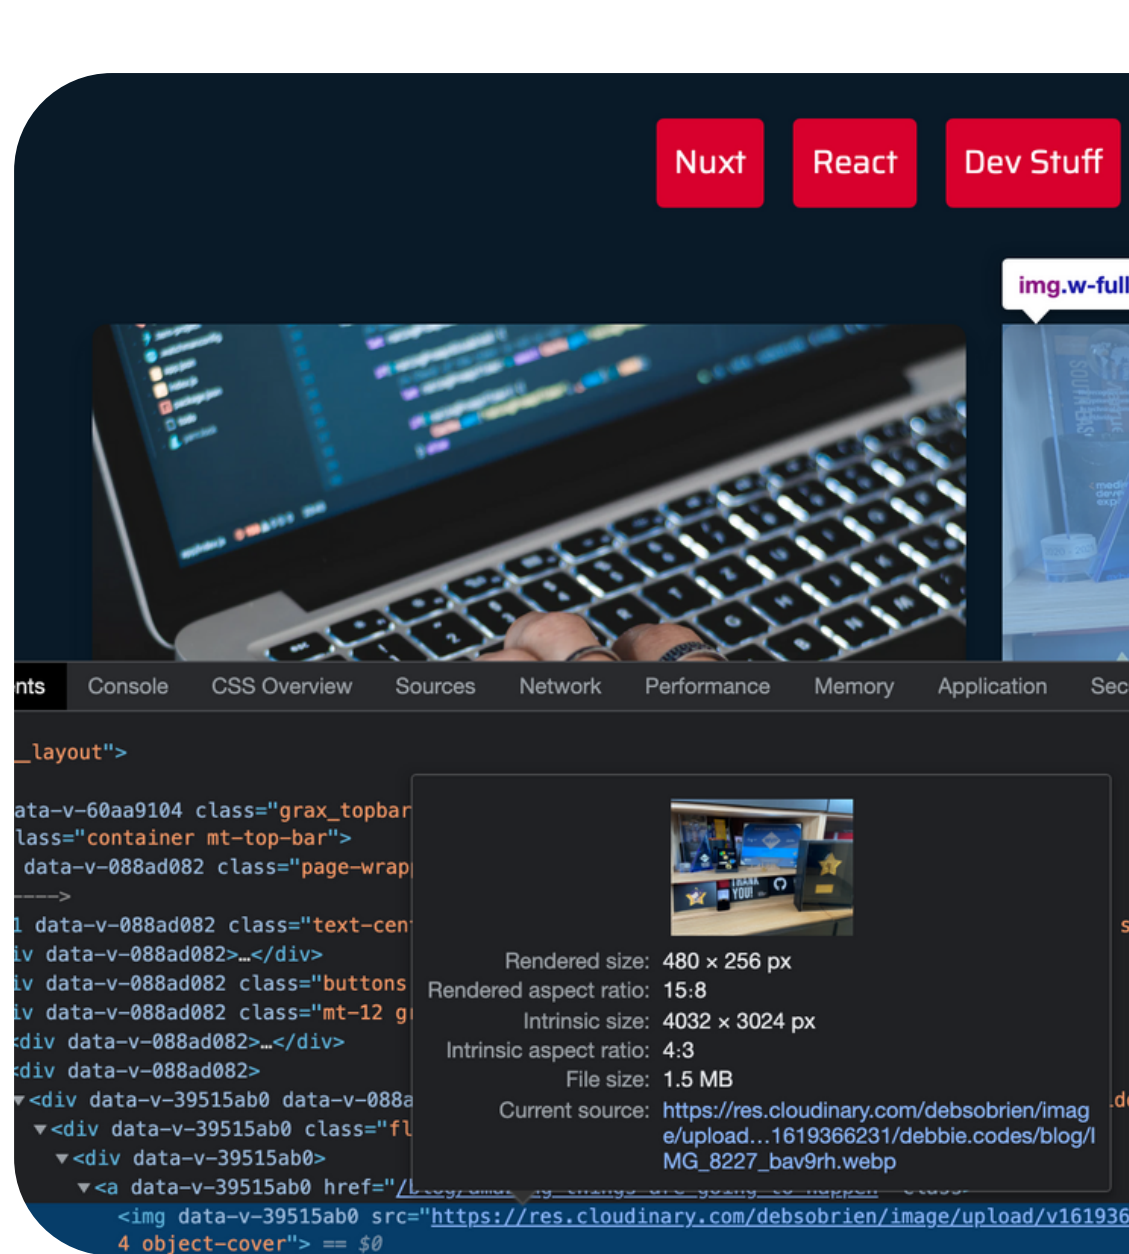 Nuxt
React
Dev Stuff
img.w-full
nts
Console
CSS Overview
Sources
Network
Performance
Memory
Application
Sec
_layout">
ata-v-60aa9104 class="grax_topbar
lass="container mt-top-bar">
data-v-088ad082 class="page-wrap
---->
1 data-v-088ad082 class="text-cen
iv data-v-088ad082>…</div>
iv data-v-088ad082 class="buttons
iv data-v-088ad082 class="mt-12 g
<div data-v-088ad082>…</div>
<div data-v-088ad082>
▼<div data-v-39515ab0 data-v-088a
▼<div data-v-39515ab0 class="fl
▼<div data-v-39515ab0>
▼<a data-v-39515ab0 href="/
<img data-v-39515ab0 src="https://res.cloudinary.com/debsobrien/image/upload/v161936
4 object-cover"> == $0
THANK
YOU!
Rendered size: 480 × 256 px
Rendered aspect ratio: 15:8
Intrinsic size: 4032 × 3024 px
Intrinsic aspect ratio: 4:3
File size: 1.5 MB
Current source: https://res.cloudinary.com/debsobrien/imag
e/upload…1619366231/debbie.codes/blog/I
MG_8227_bav9rh.webp